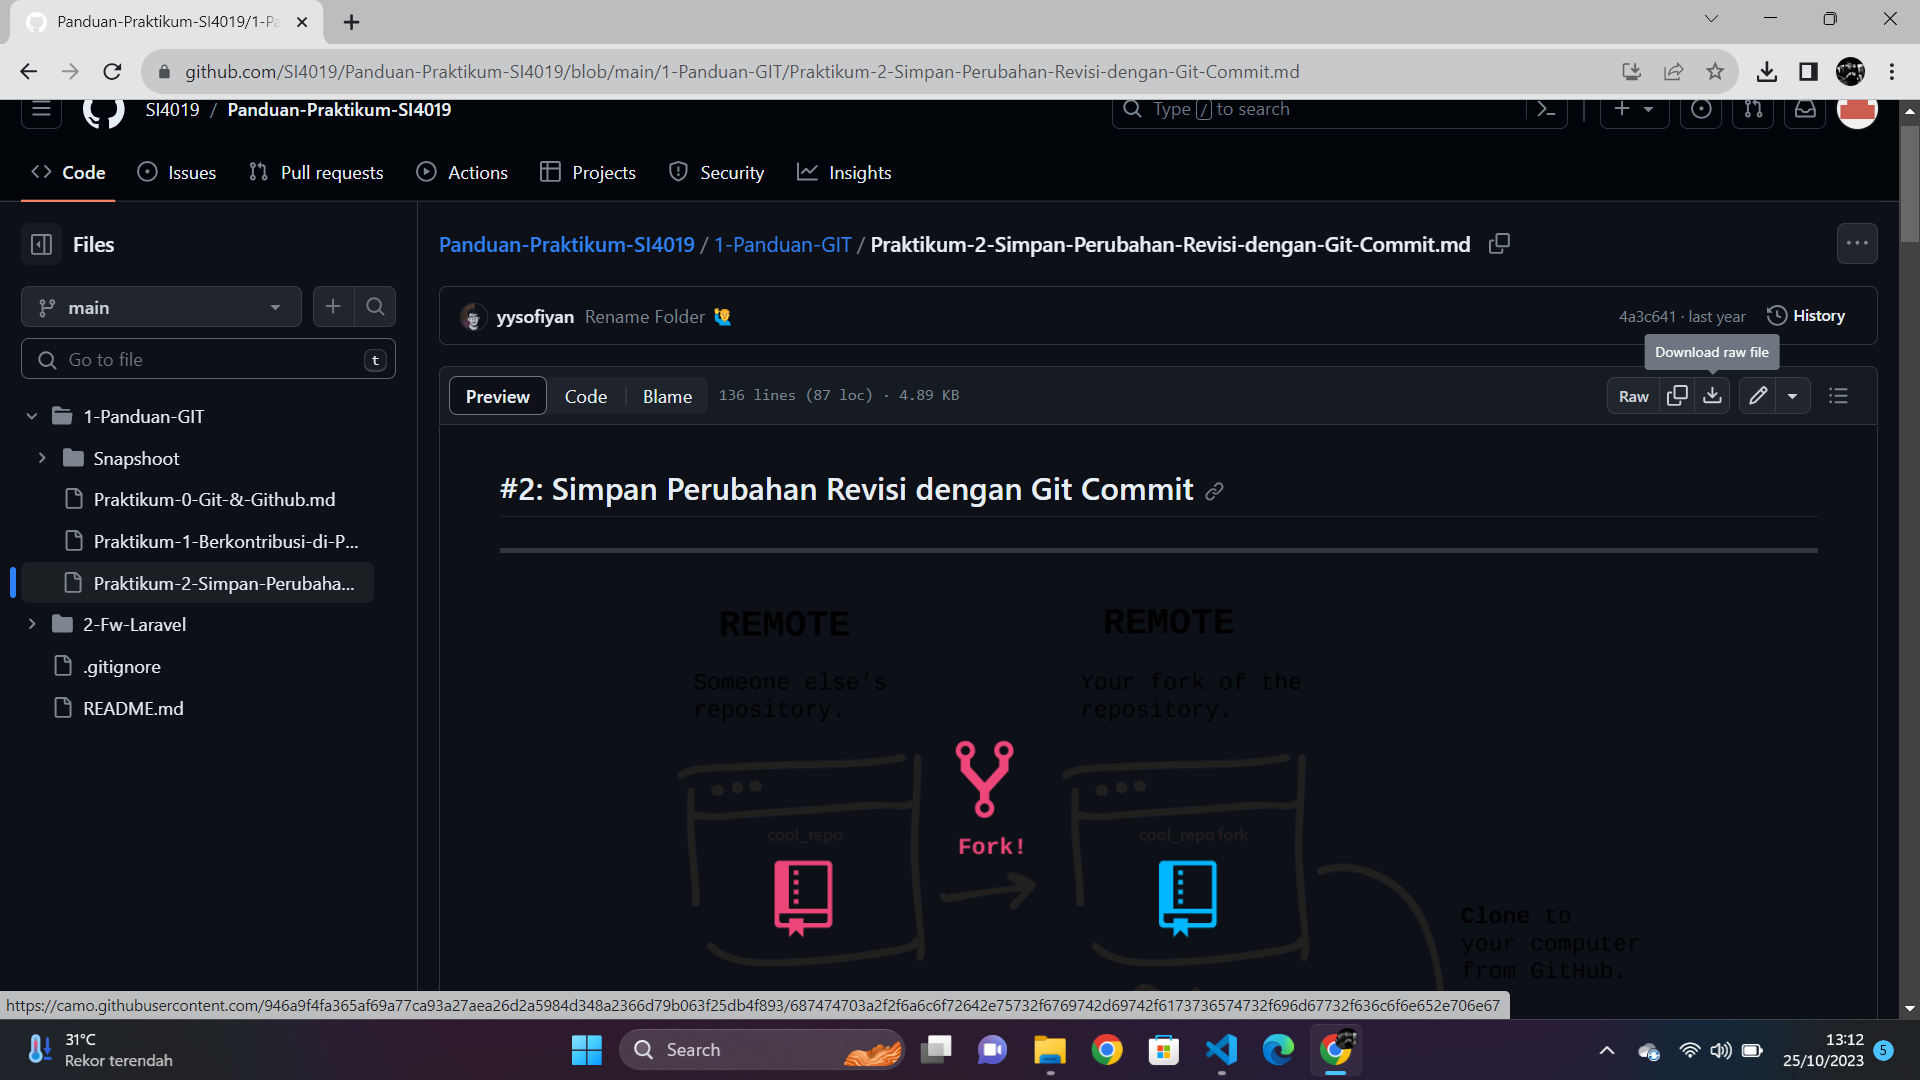 Panduan-Praktikum-SI4019/1-Pa
github.com/SI4019/Panduan-Praktikum-SI4019/blob/main/1-Panduan-GIT/Praktikum-2-Simpan-Perubahan-Revisi-dengan-Git-Commit.md
SI4019 / Panduan-Praktikum-SI4019
Type / to search
Code Issues Pull requests Actions Projects Security Insights
Files
Panduan-Praktikum-SI4019 / 1-Panduan-GIT / Praktikum-2-Simpan-Perubahan-Revisi-dengan-Git-Commit.md
main
yysofiyan Rename Folder
4a3c641 · last year History
Download raw file
Go to file t
Preview Code Blame 136 lines (87 loc) · 4.89 KB
Raw
1-Panduan-GIT
Snapshoot
Praktikum-0-Git-&-Github.md
Praktikum-1-Berkontribusi-di-P...
Praktikum-2-Simpan-Perubaha...
2-Fw-Laravel
.gitignore
README.md
#2: Simpan Perubahan Revisi dengan Git Commit
REMOTE
Someone else's
repository.
cool_repo
Fork!
REMOTE
Your fork of the
repository.
cool_repo fork
Clone to
your computer
from GitHub.
https://camo.githubusercontent.com/946a9f4fa365af69a77ca93a27aea26d2a5984d348a2366d79b063f25db4f893/687474703a2f2f6a6c6f72642e75732f6769742d69742f6173736574732f696d67732f636c6f6e652e706e67
31°C
Rekor terendah
Search
13:12
25/10/2023
5